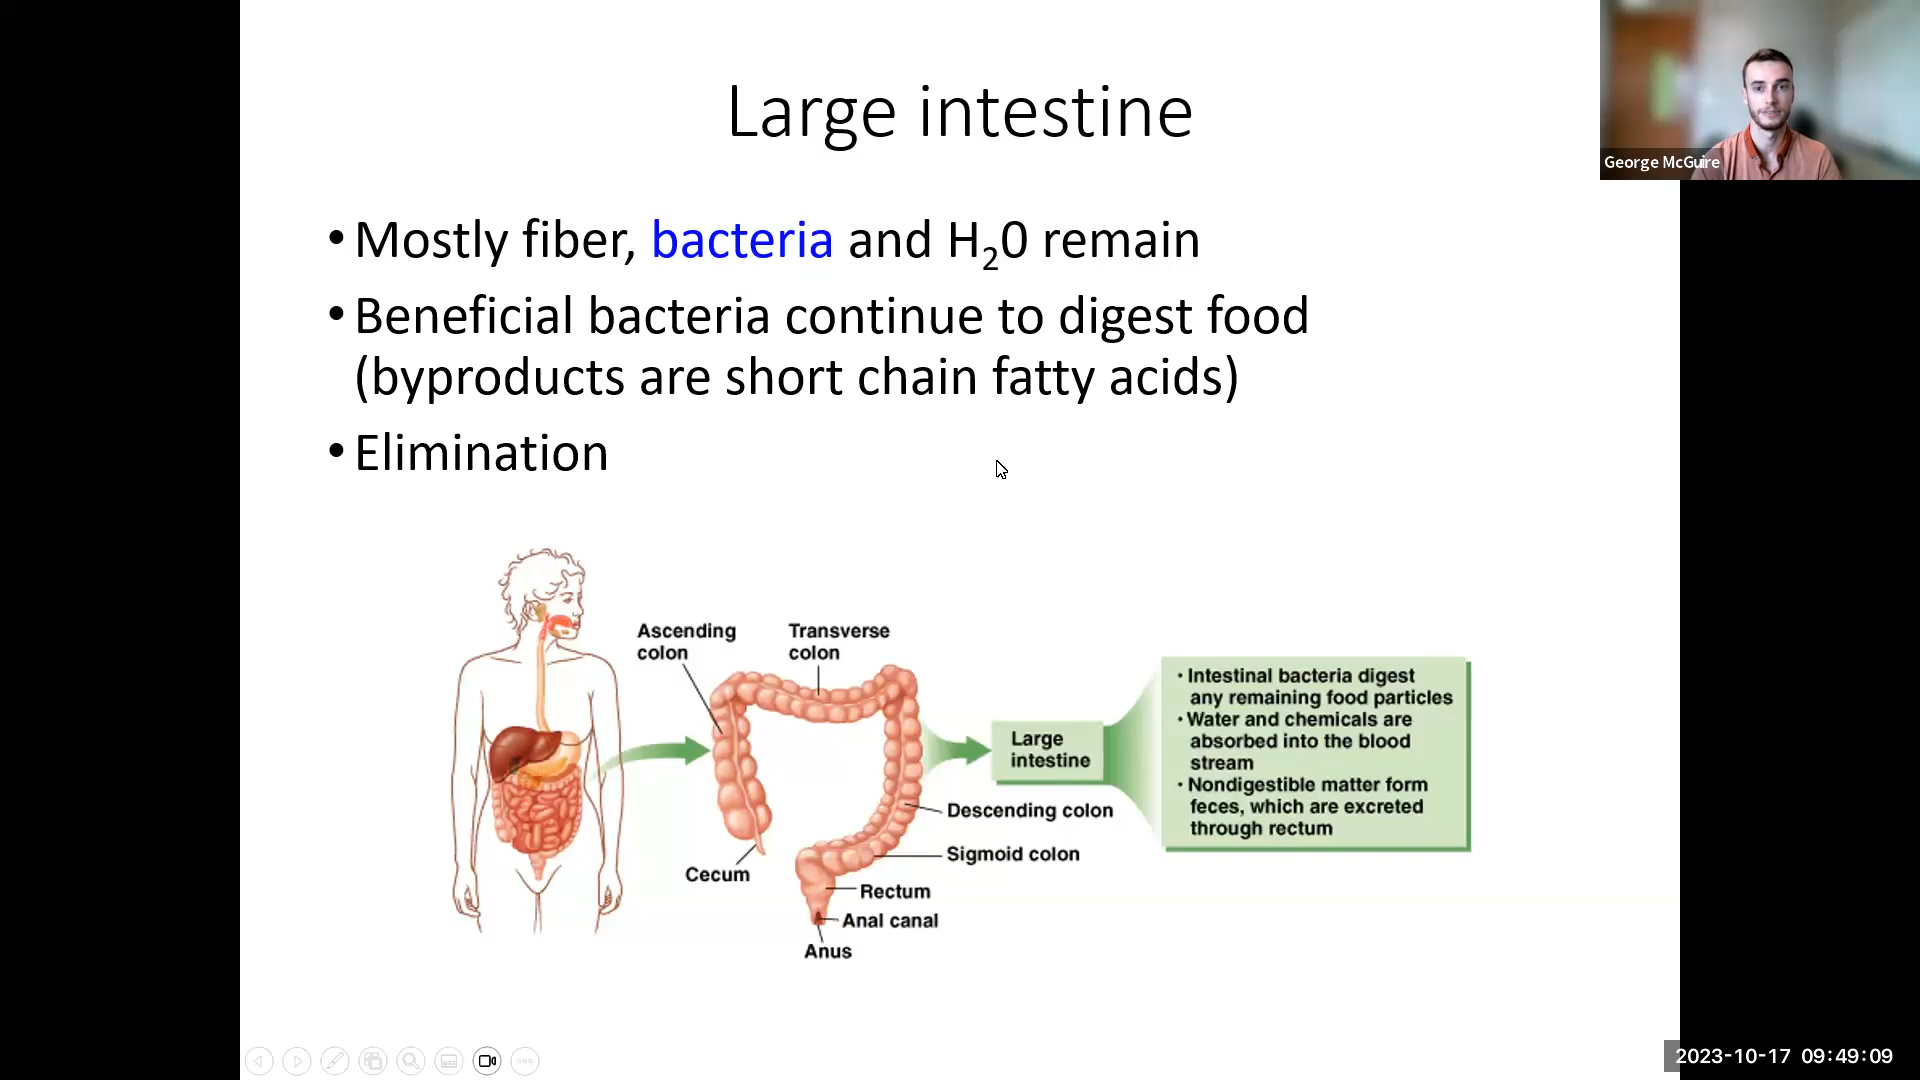 Large intestine
George McGuire
• Mostly fiber, bacteria and H₂0 remain
• Beneficial bacteria continue to digest food
(byproducts are short chain fatty acids)
• Elimination
Ascending
colon
Transverse
colon
Large
intestine
Descending colon
Sigmoid colon
Cecum
Rectum
Anal canal
Anus
• Intestinal bacteria digest
any remaining food particles
• Water and chemicals are
absorbed into the blood
stream
• Nondigestible matter form
feces, which are excreted
through rectum
2023-10-17 09:49:09